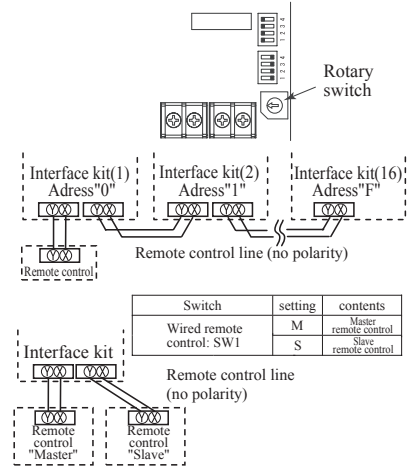 1 2 3 4
1 2 3 4
Rotary
switch
Interface kit(1)
Adress"0"
Interface kit(2)
Adress"1"
Interface kit(16)
Adress"F"
Ⓧ Ⓨ
Remote control line (no polarity)
Remote control
Switch setting contents
Wired remote
control: SW1
M Master
remote control
S Slave
remote control
Interface kit
Remote control line
(no polarity)
Remote
control
"Master"
Remote
control
"Slave"